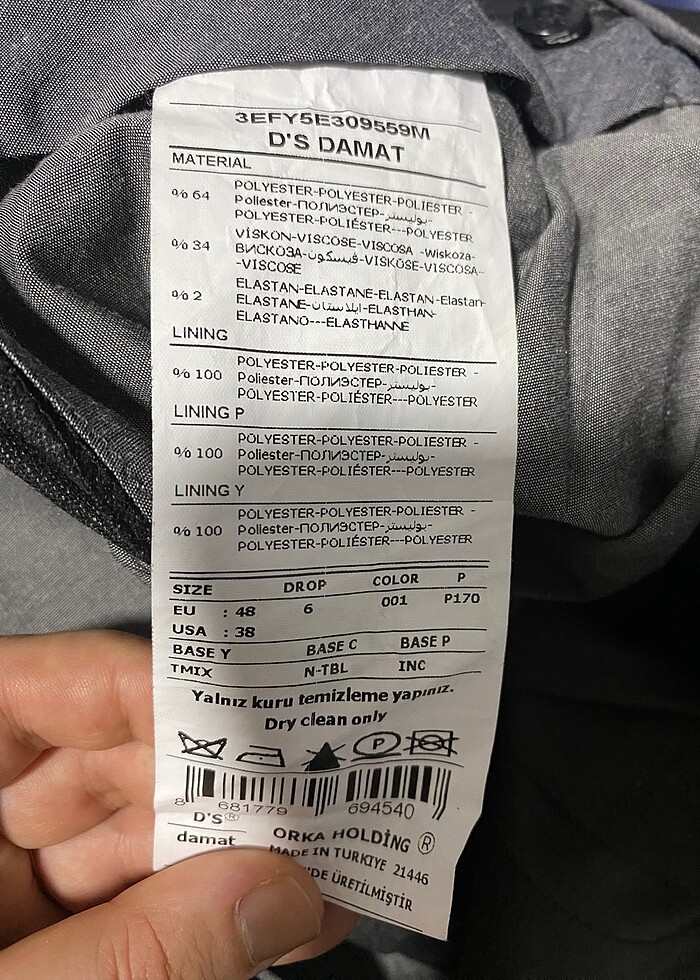 3EFY5E309559M
D'S DAMAT
MATERIAL
% 64 POLYESTER-POLYESTER-POLIESTER -
Poliester-ПОЛИЭСТЕР-بوليستر-
POLYESTER-POLIÉSTER---POLYESTER
% 34 VİSKON-VISCOSE-VISCOSA -Wiskoza-
ВИСКОЗА-فيسكون-VISKOSE-VISCOSA-
-VISCOSE
% 2 ELASTAN-ELASTANE-ELASTAN-Elastan-
ELASTANE-ايلاستان-ELASTHAN-
ELASTANO---ELASTHANNE
LINING
% 100 POLYESTER-POLYESTER-POLIESTER -
Poliester-ПОЛИЭСТЕР-بوليستر-
POLYESTER-POLIÉSTER---POLYESTER
LINING P
% 100 POLYESTER-POLYESTER-POLIESTER -
Poliester-ПОЛИЭСТЕР-بوليستر-
POLYESTER-POLIÉSTER---POLYESTER
LINING Y
% 100 POLYESTER-POLYESTER-POLIESTER -
Poliester-ПОЛИЭСТЕР-بوليستر-
POLYESTER-POLIÉSTER---POLYESTER
SIZE DROP COLOR P
EU : 48 6 001 P170
USA : 38
BASE Y BASE C BASE P
TMIX N-TBL INC
Yalnız kuru temizleme yapınız.
Dry clean only
P
8 681779 694540
D'S® damat
ORKA HOLDİNG ®
MADE IN TURKIYE 21446
'DE ÜRETİLMİŞTİR